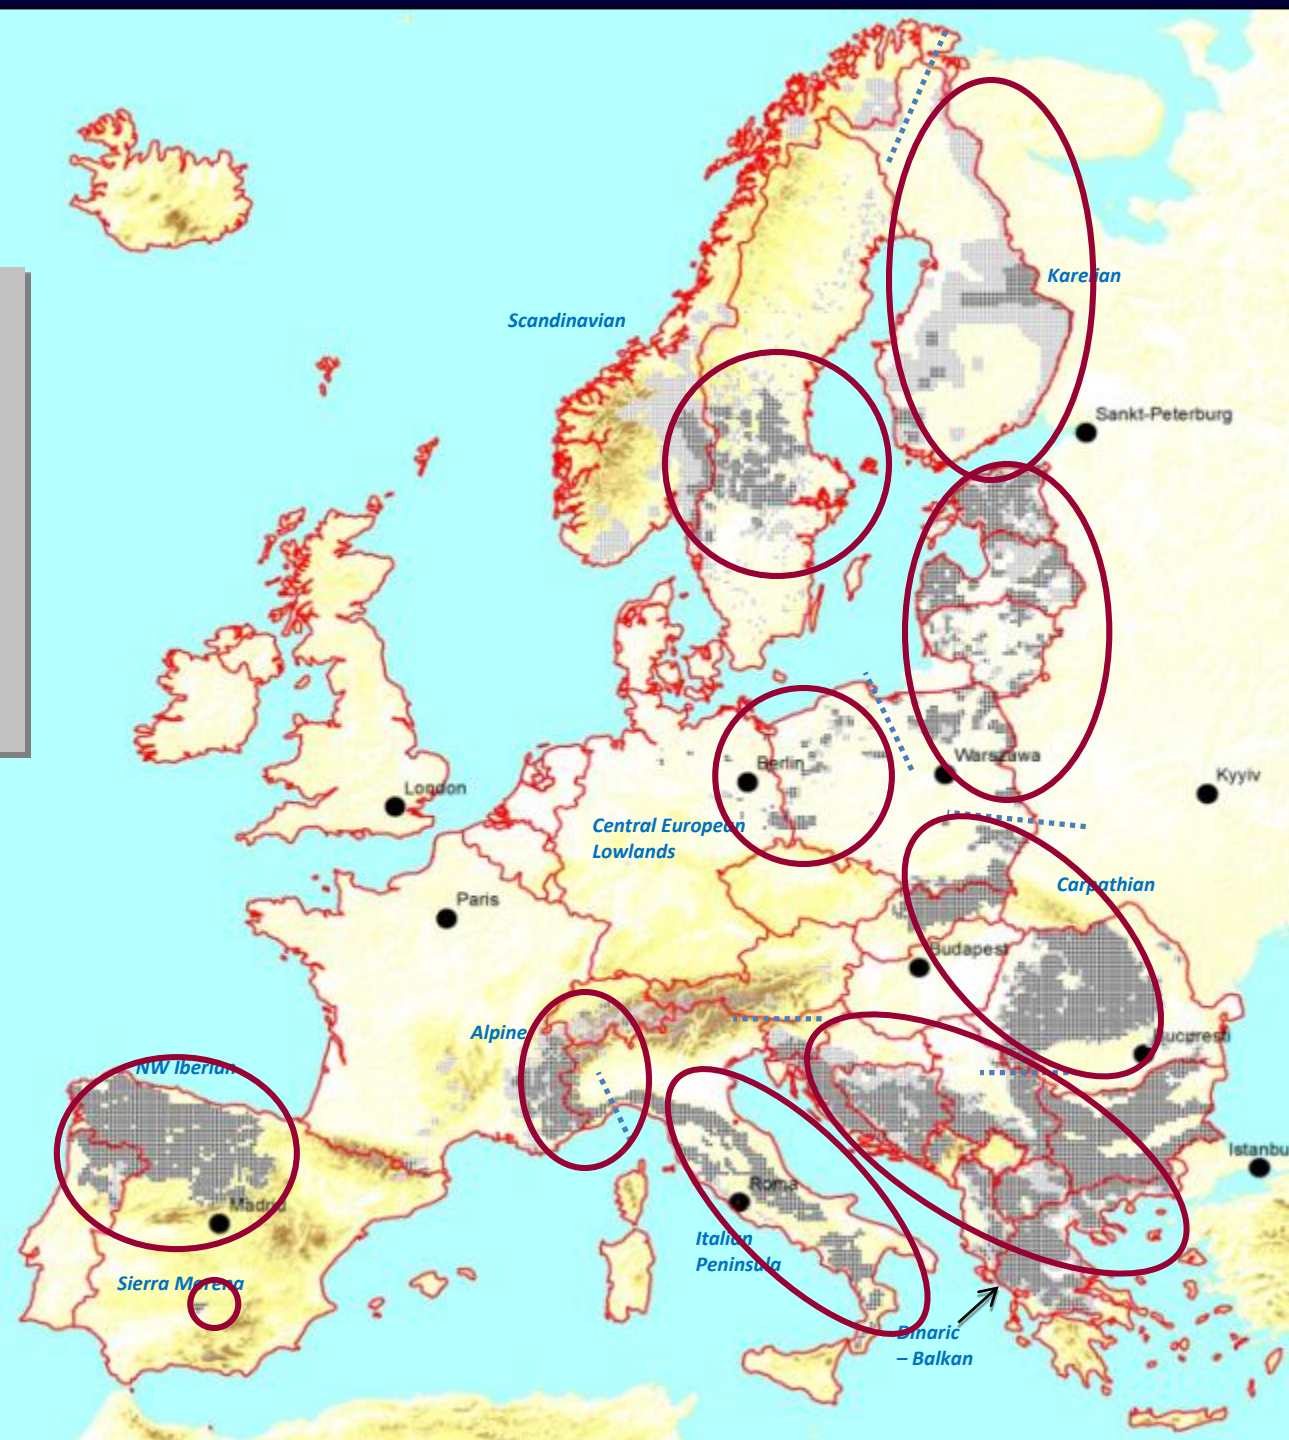 Karelian
Scandinavian
Sankt-Peterburg
Warszawa
Berlin
Kyyiv
London
Central European
Lowlands
Carpathian
Paris
Budapest
Alpine
Bucuresti
NW Iberian
Istanbu
Roma
Madrid
Italian
Peninsula
Sierra Morena
Dinaric
– Balkan